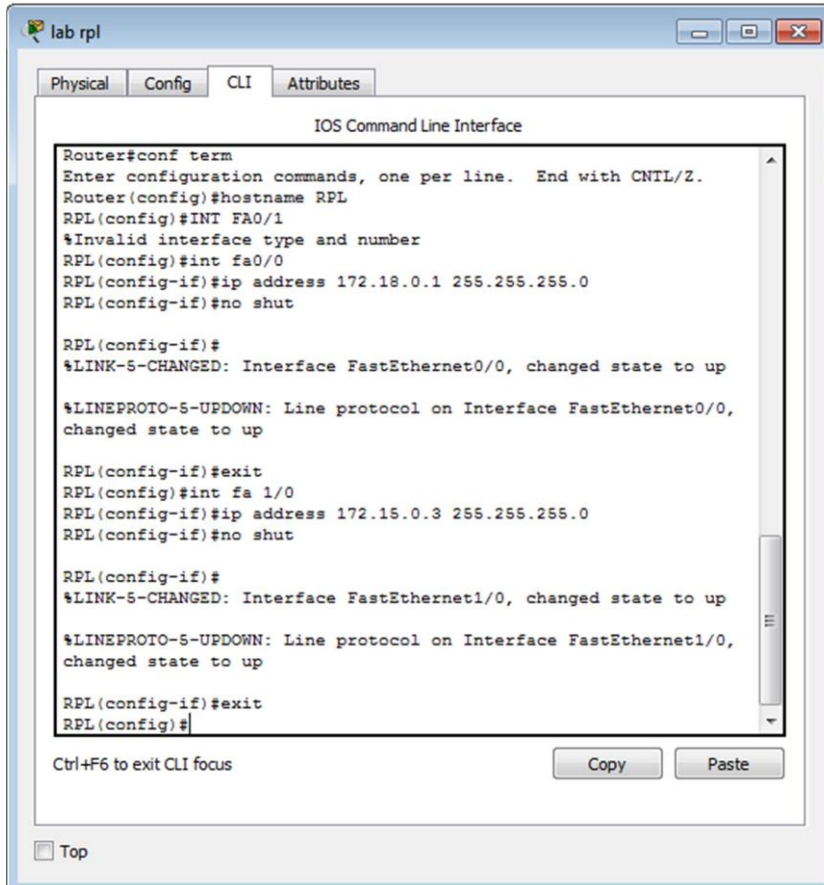 lab rpl
Physical Config CLI Attributes
IOS Command Line Interface
Router#conf term
Enter configuration commands, one per line.  End with CNTL/Z.
Router(config)#hostname RPL
RPL(config)#INT FA0/1
%Invalid interface type and number
RPL(config)#int fa0/0
RPL(config-if)#ip address 172.18.0.1 255.255.255.0
RPL(config-if)#no shut
RPL(config-if)#
%LINK-5-CHANGED: Interface FastEthernet0/0, changed state to up
%LINEPROTO-5-UPDOWN: Line protocol on Interface FastEthernet0/0,
changed state to up
RPL(config-if)#exit
RPL(config)#int fa 1/0
RPL(config-if)#ip address 172.15.0.3 255.255.255.0
RPL(config-if)#no shut
RPL(config-if)#
%LINK-5-CHANGED: Interface FastEthernet1/0, changed state to up
%LINEPROTO-5-UPDOWN: Line protocol on Interface FastEthernet1/0,
changed state to up
RPL(config-if)#exit
RPL(config)#
Ctrl+F6 to exit CLI focus Copy Paste
Top